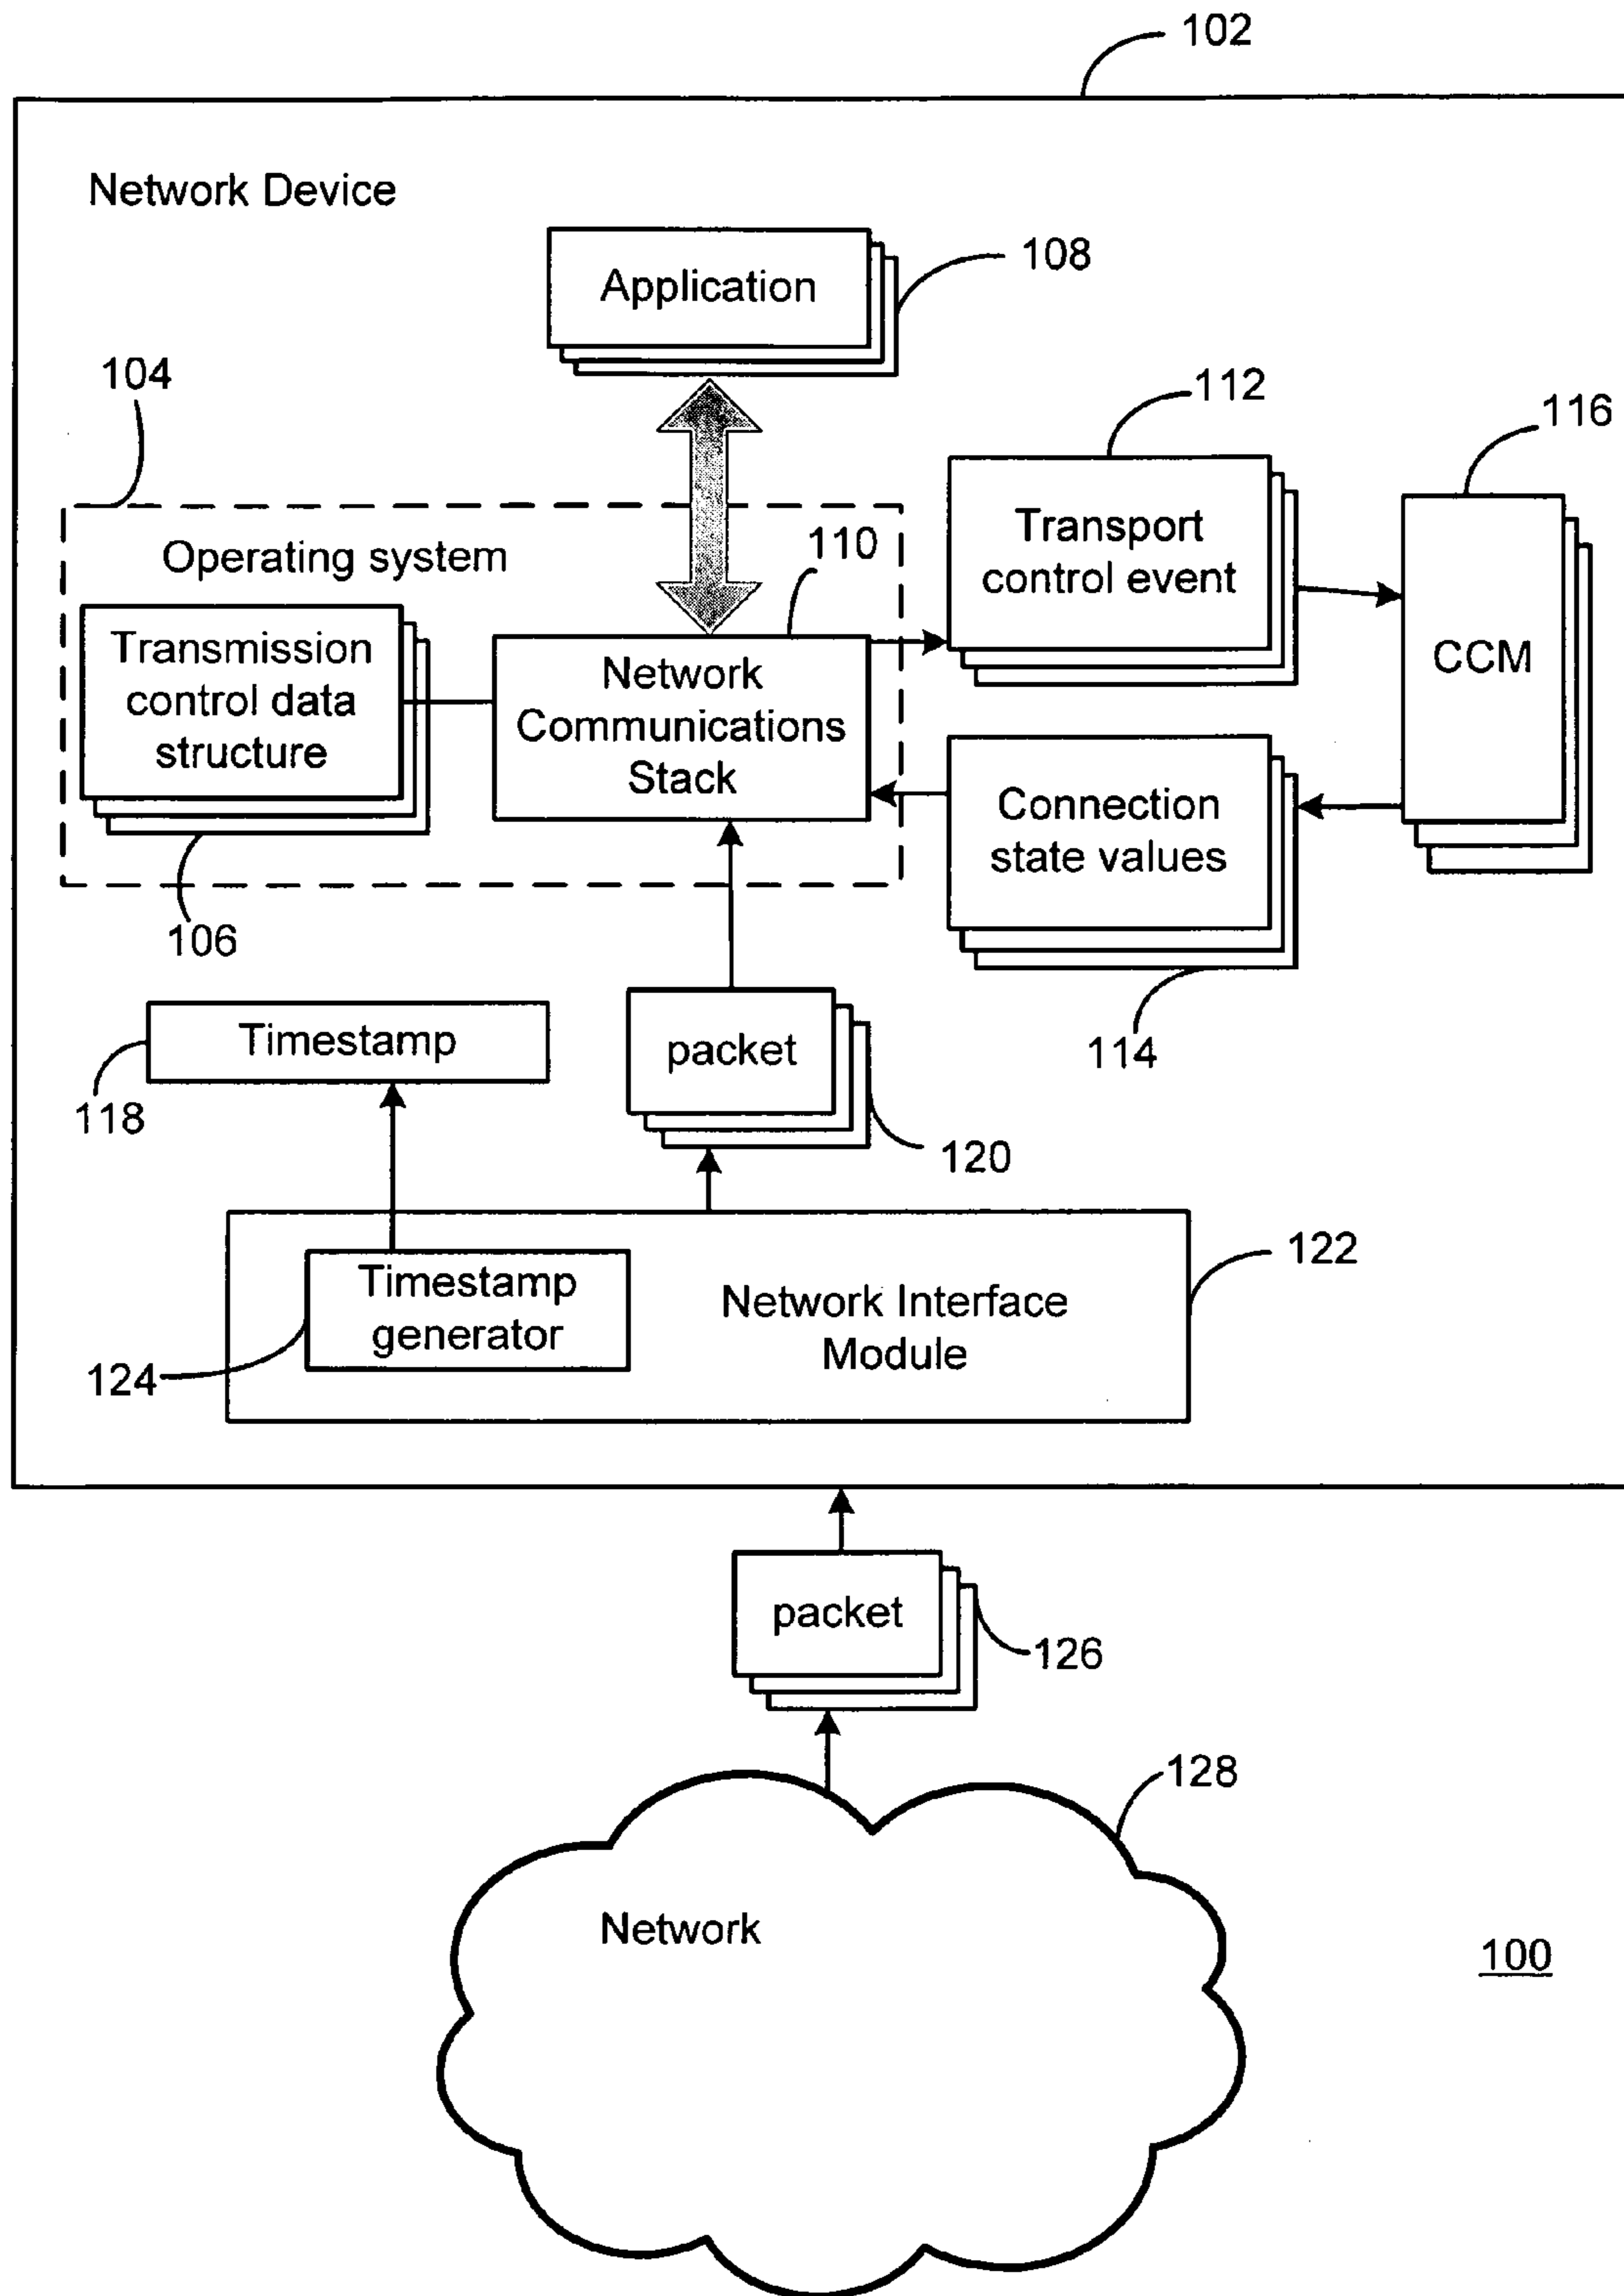 102
Network Device
Application
108
104
112
116
Operating system
110
Transport
control event
Transmission
control data
structure
Network
Communications
Stack
CCM
Connection
state values
106
114
Timestamp
118
packet
120
122
Timestamp
generator
Network Interface
Module
124
packet
126
128
Network
100